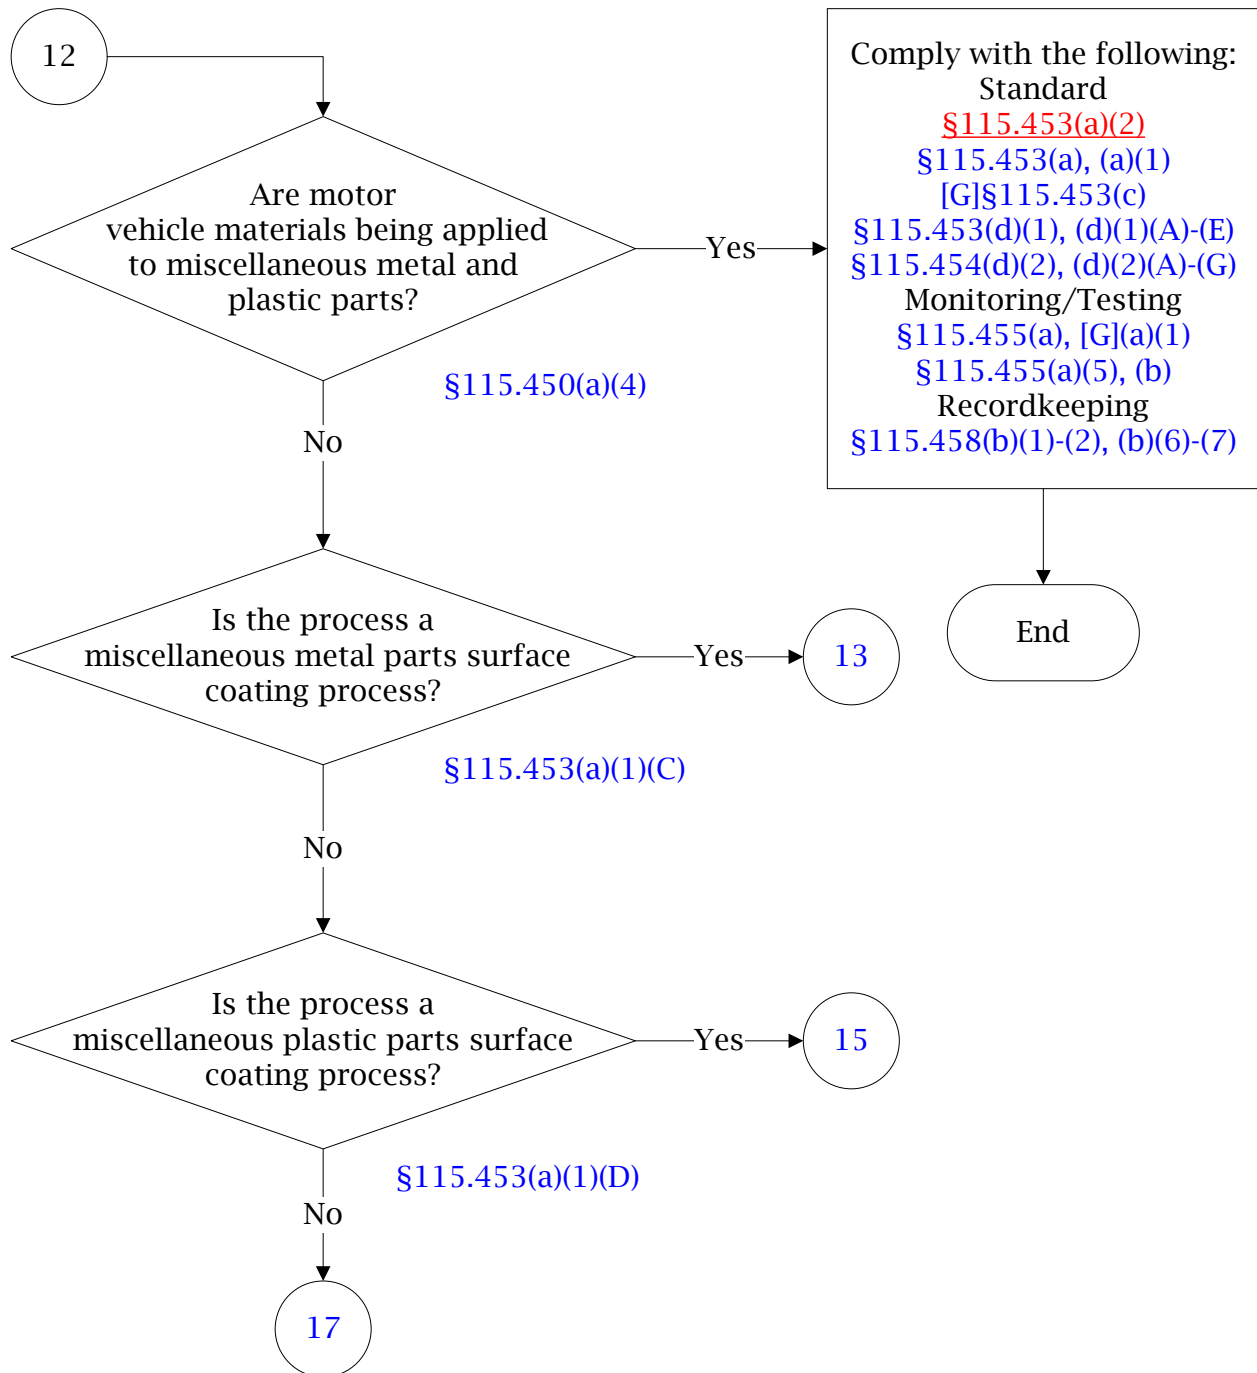 12
Are motor
vehicle materials being applied
to miscellaneous metal and
plastic parts?
Yes
Comply with the following:
Standard
§115.453(a)(2)
§115.453(a), (a)(1)
[G]§115.453(c)
§115.453(d)(1), (d)(1)(A)-(E)
§115.454(d)(2), (d)(2)(A)-(G)
Monitoring/Testing
§115.455(a), [G](a)(1)
§115.455(a)(5), (b)
Recordkeeping
§115.458(b)(1)-(2), (b)(6)-(7)
End
§115.450(a)(4)
No
Is the process a
miscellaneous metal parts surface
coating process?
Yes
13
§115.453(a)(1)(C)
No
Is the process a
miscellaneous plastic parts surface
coating process?
Yes
15
§115.453(a)(1)(D)
No
17